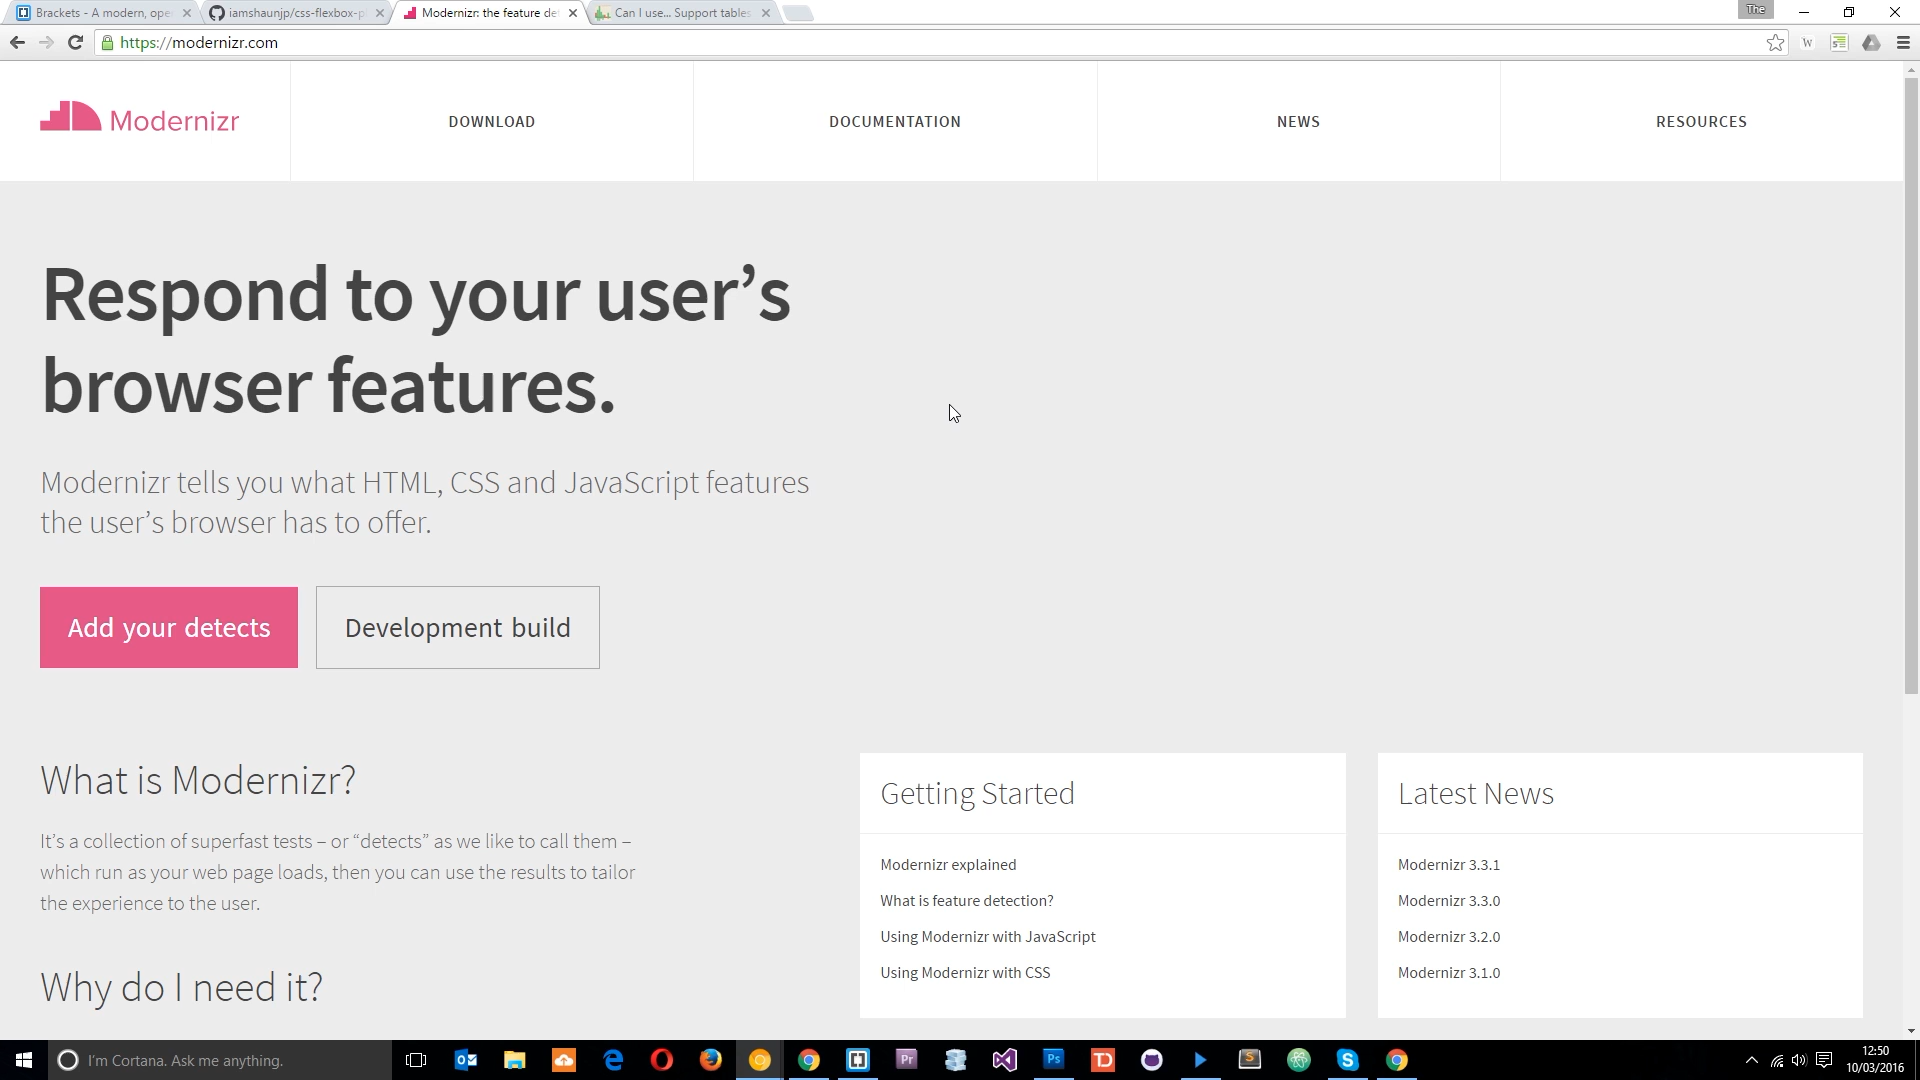 Brackets - A modern, ope
iamshaunjp/css-flexbox-p
Modernizr: the feature de
Can I use... Support tables
The
https://modernizr.com
Modernizr
DOWNLOAD
DOCUMENTATION
NEWS
RESOURCES
Respond to your user’s
browser features.
Modernizr tells you what HTML, CSS and JavaScript features
the user’s browser has to offer.
Add your detects
Development build
What is Modernizr?
It’s a collection of superfast tests – or “detects” as we like to call them –
which run as your web page loads, then you can use the results to tailor
the experience to the user.
Why do I need it?
Getting Started
Modernizr explained
What is feature detection?
Using Modernizr with JavaScript
Using Modernizr with CSS
Latest News
Modernizr 3.3.1
Modernizr 3.3.0
Modernizr 3.2.0
Modernizr 3.1.0
I'm Cortana. Ask me anything.
Pr
Ps
12:50
10/03/2016